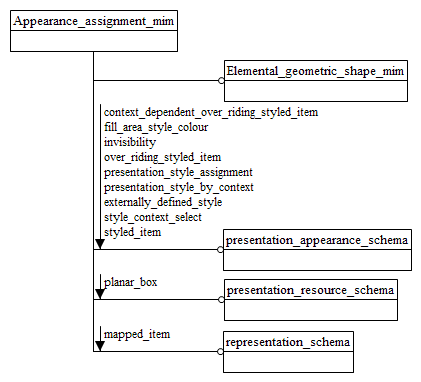 Appearance_assignment_mim
Elemental_geometric_shape_mim
context_dependent_over_riding_styled_item
fill_area_style_colour
invisibility
over_riding_styled_item
presentation_style_assignment
presentation_style_by_context
externally_defined_style
style_context_select
styled_item
presentation_appearance_schema
planar_box
presentation_resource_schema
mapped_item
representation_schema